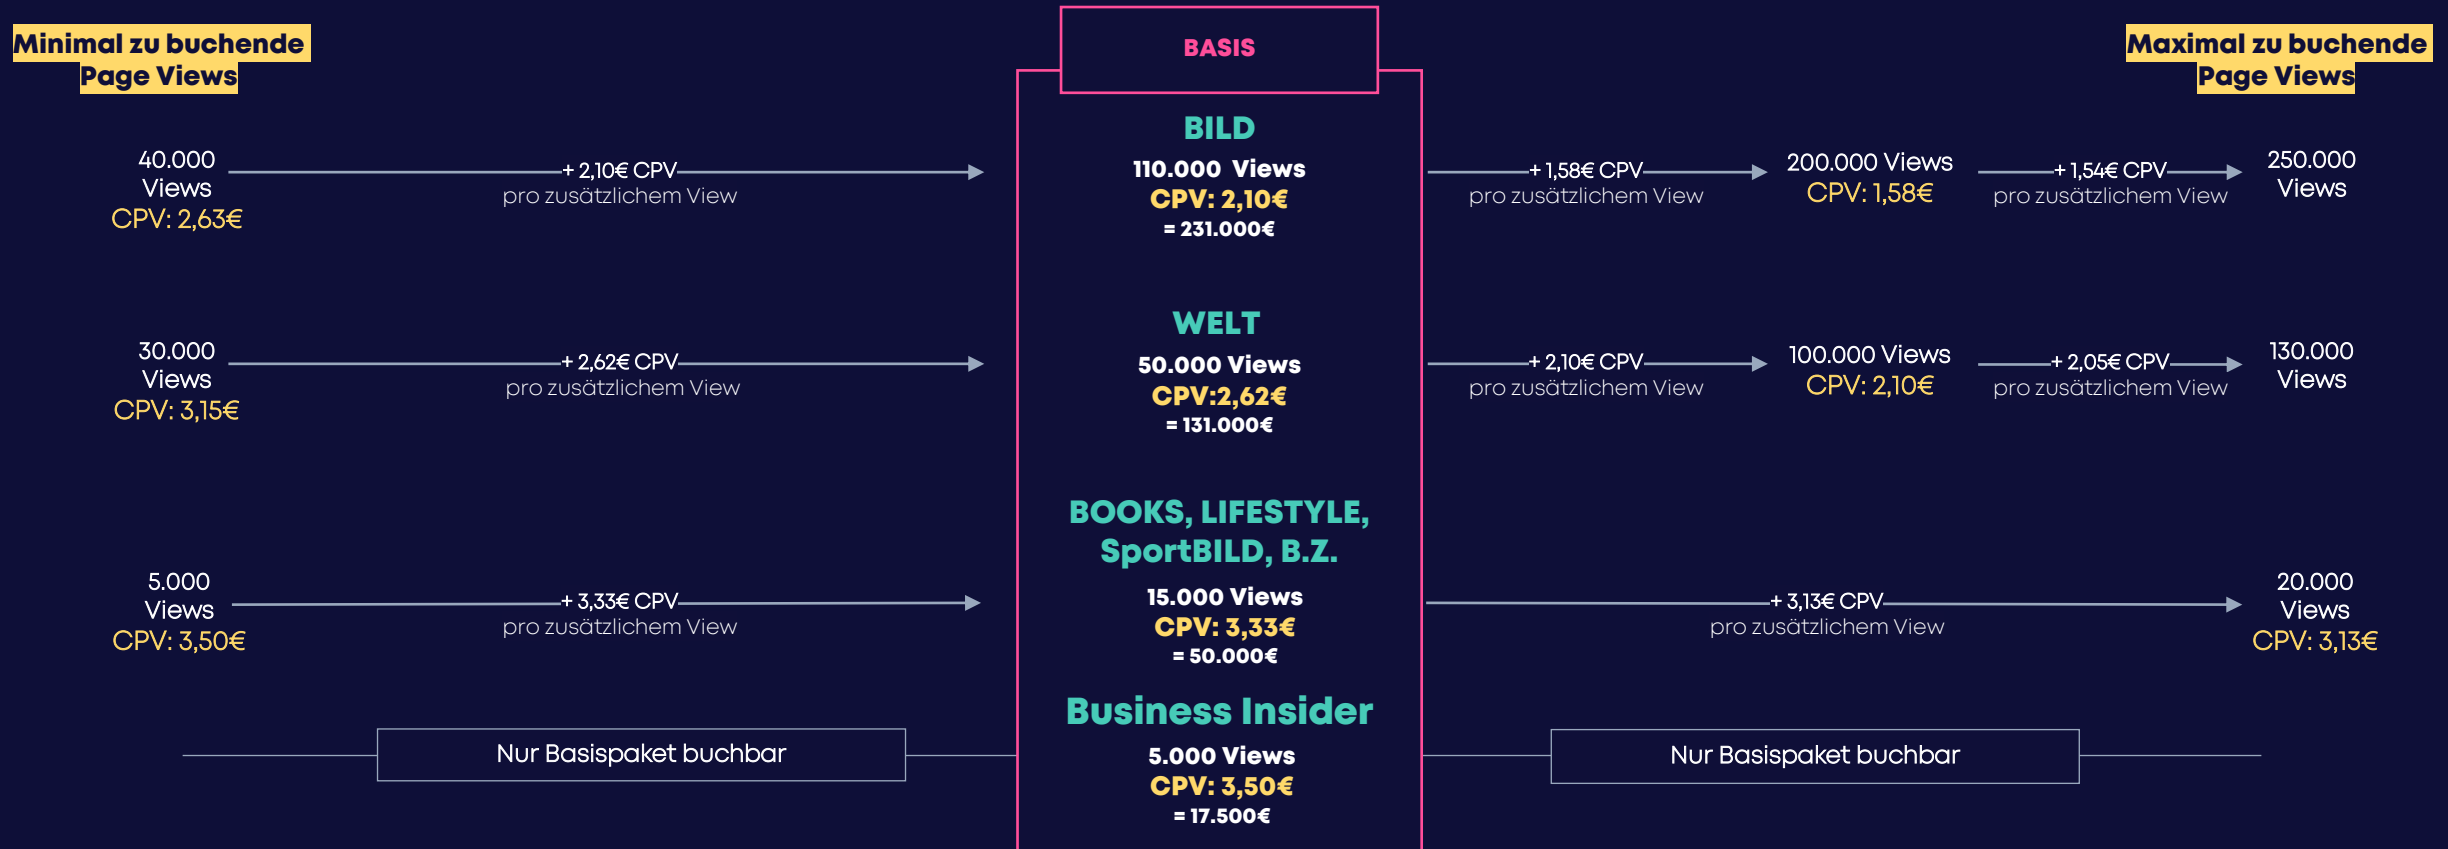 Minimal zu buchende
Page Views
BASIS
Maximal zu buchende
Page Views
BILD
40.000
Views
CPV: 2,63€
+ 2,10€ CPV
pro zusätzlichem View
110.000 Views
CPV: 2,10€
= 231.000€
+ 1,58€ CPV
pro zusätzlichem View
200.000 Views
CPV: 1,58€
+ 1,54€ CPV
pro zusätzlichem View
250.000
Views
WELT
30.000
Views
CPV: 3,15€
+ 2,62€ CPV
pro zusätzlichem View
50.000 Views
CPV:2,62€
= 131.000€
+ 2,10€ CPV
pro zusätzlichem View
100.000 Views
CPV: 2,10€
+ 2,05€ CPV
pro zusätzlichem View
130.000
Views
BOOKS, LIFESTYLE,
SportBILD, B.Z.
5.000
Views
CPV: 3,50€
+ 3,33€ CPV
pro zusätzlichem View
15.000 Views
CPV: 3,33€
= 50.000€
+ 3,13€ CPV
pro zusätzlichem View
20.000
Views
CPV: 3,13€
Business Insider
Nur Basispaket buchbar
5.000 Views
CPV: 3,50€
= 17.500€
Nur Basispaket buchbar